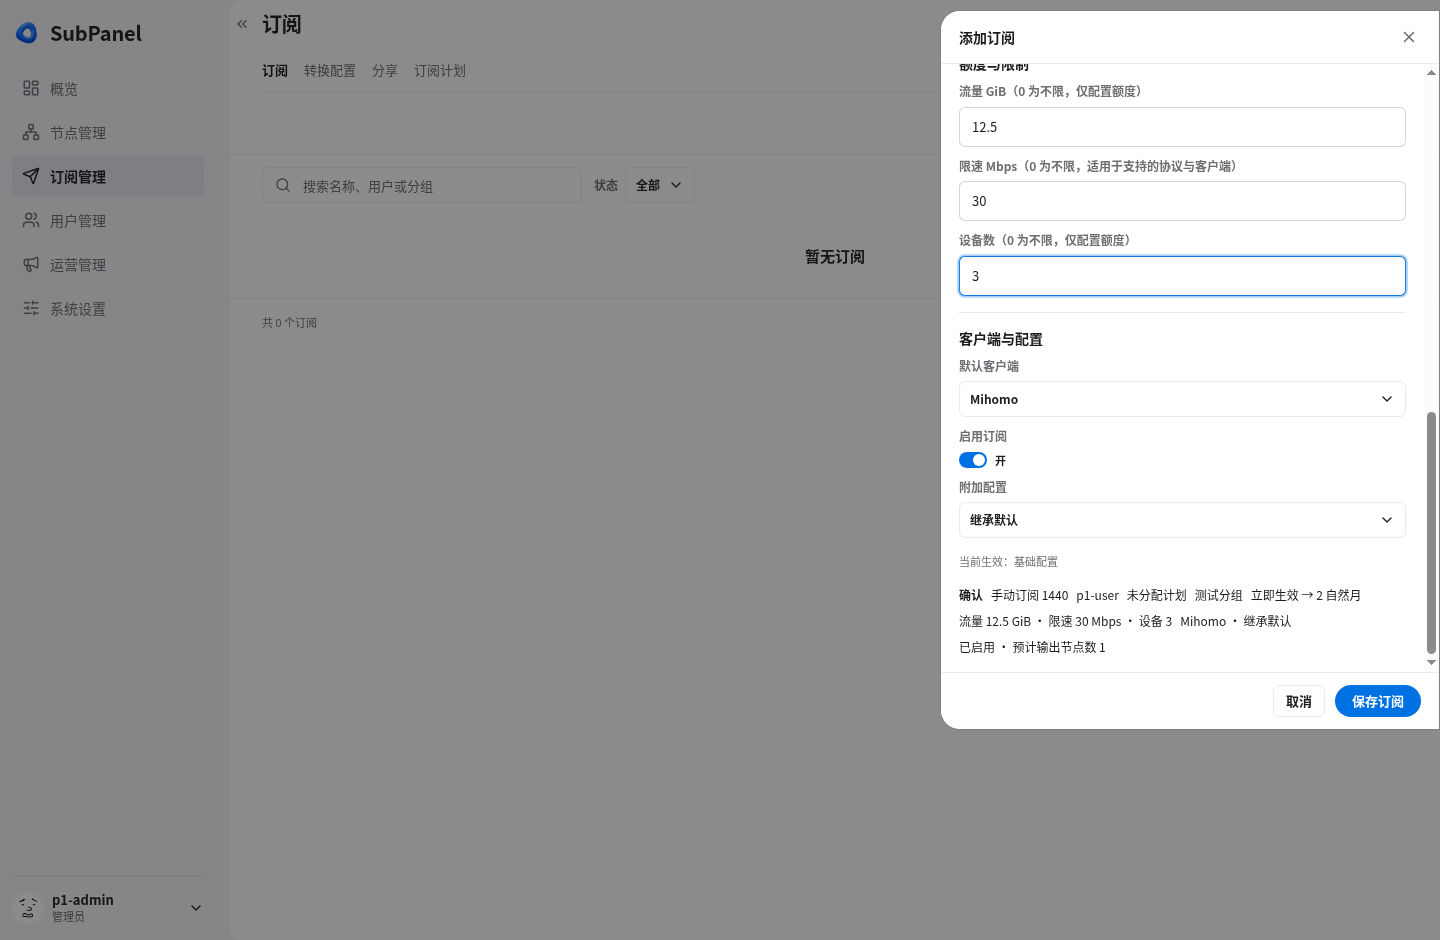 SubPanel
概览
节点管理
订阅管理
用户管理
运营管理
系统设置
p1-admin
管理员
订阅
订阅 转换配置 分享 订阅计划
搜索名称、用户或分组 状态 全部
暂无订阅
共 0 个订阅
添加订阅
额度与限制
流量 GiB（0 为不限，仅配置额度）
12.5
限速 Mbps（0 为不限，适用于支持的协议与客户端）
30
设备数（0 为不限，仅配置额度）
3
客户端与配置
默认客户端
Mihomo
启用订阅
开
附加配置
继承默认
当前生效：基础配置
确认 手动订阅 1440 p1-user 未分配计划 测试分组 立即生效 → 2 自然月
流量 12.5 GiB · 限速 30 Mbps · 设备 3 Mihomo · 继承默认
已启用 · 预计输出节点数 1
取消 保存订阅